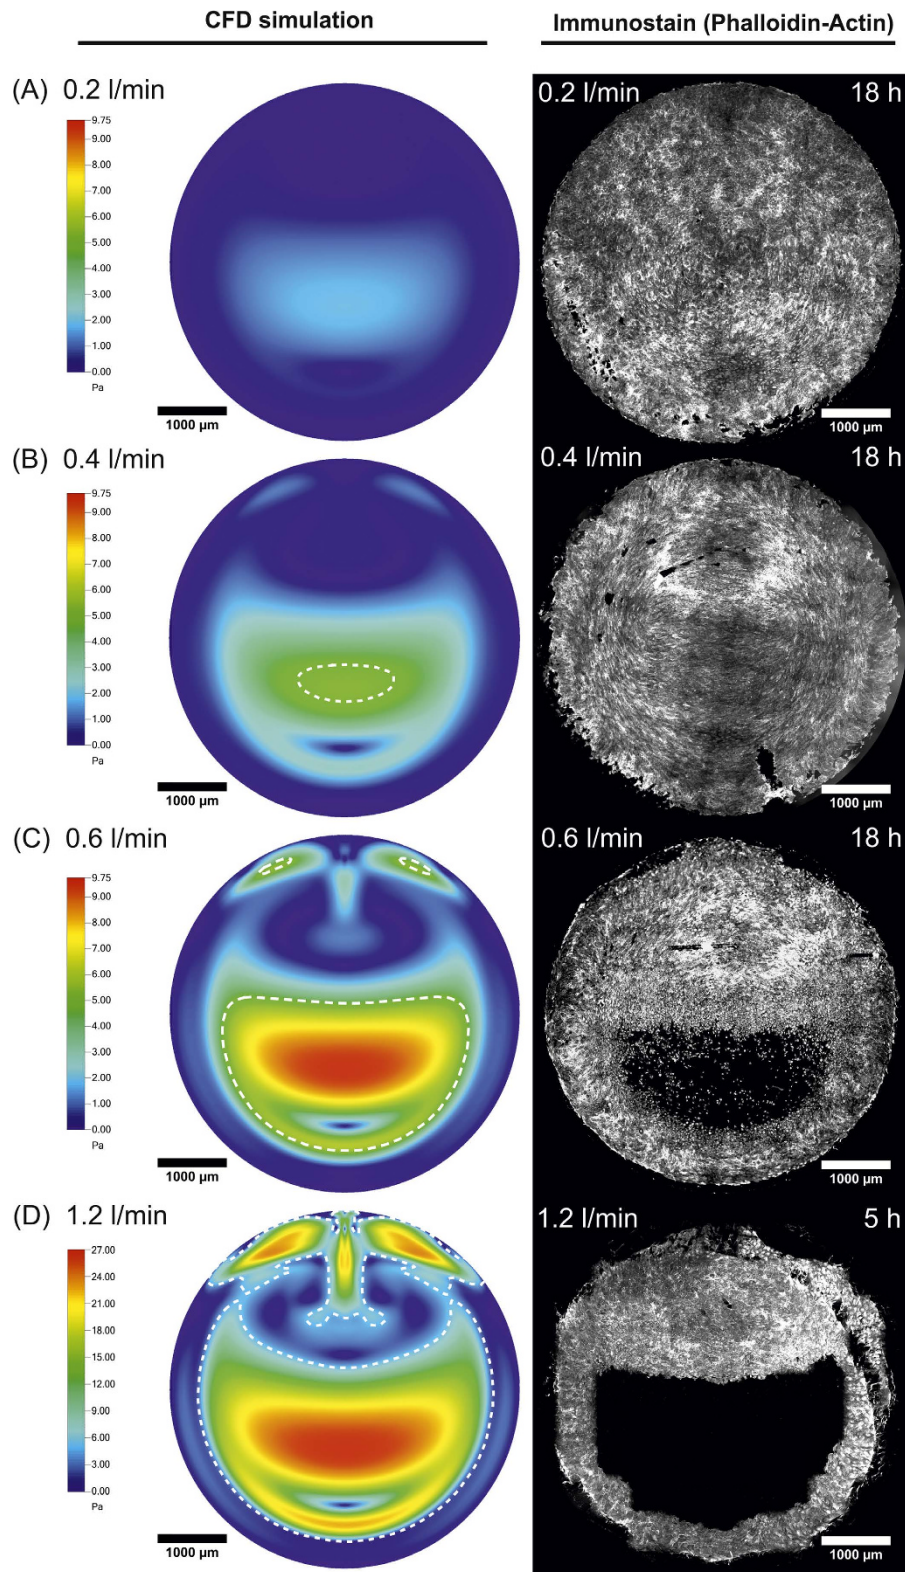 CFD simulation
Immunostain (Phalloidin-Actin)
(A) 0.2 l/min
9.75
9.00
8.00
7.00
6.00
5.00
4.00
3.00
2.00
1.00
0.00
Pa
1000 µm
0.2 l/min 18 h
1000 µm
(B) 0.4 l/min
9.75
9.00
8.00
7.00
6.00
5.00
4.00
3.00
2.00
1.00
0.00
Pa
1000 µm
0.4 l/min 18 h
1000 µm
(C) 0.6 l/min
9.75
9.00
8.00
7.00
6.00
5.00
4.00
3.00
2.00
1.00
0.00
Pa
1000 µm
0.6 l/min 18 h
1000 µm
(D) 1.2 l/min
27.00
24.00
21.00
18.00
15.00
12.00
9.00
6.00
3.00
0.00
Pa
1000 µm
1.2 l/min 5 h
1000 µm